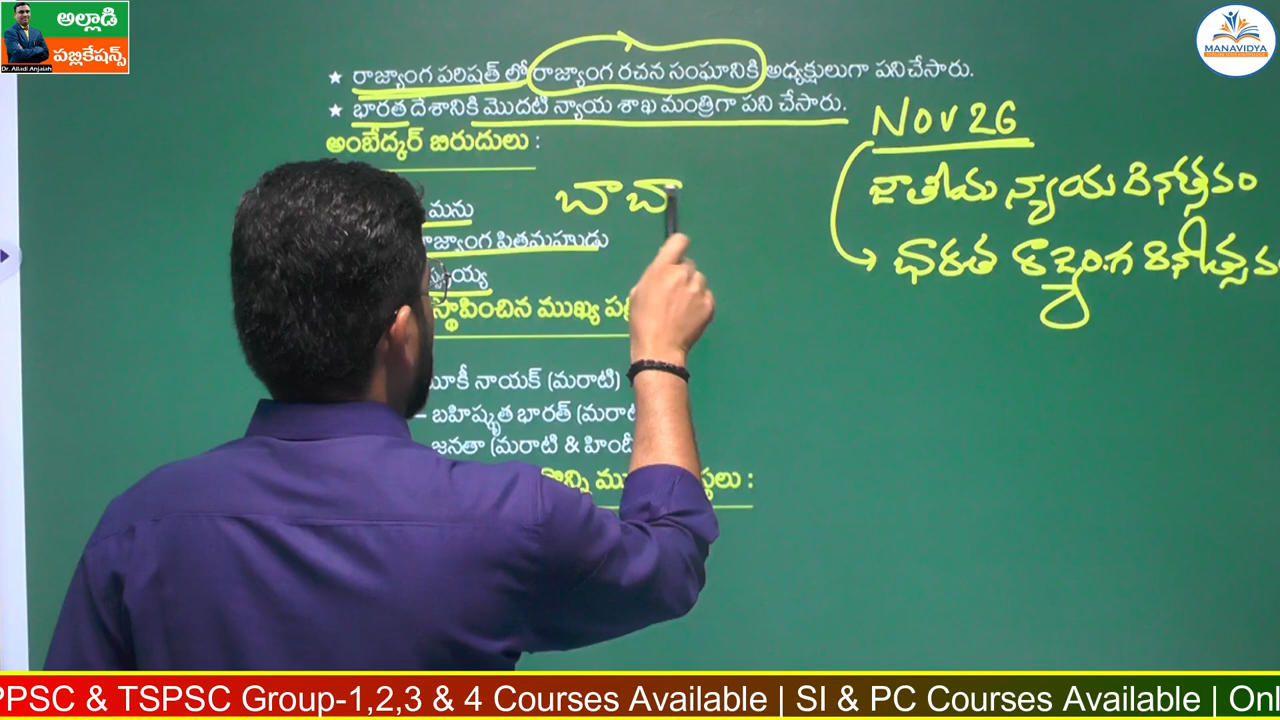 అల్లాడి
పబ్లికేషన్స్
Dr. Alladi Anjaiah
MANAVIDYA
★ రాజ్యాంగ పరిషత్ లో రాజ్యాంగ రచన సంఘానికి అధ్యక్షులుగా పనిచేసారు.
★ భారత దేశానికి మొదటి న్యాయ శాఖ మంత్రిగా పని చేసారు.
Nov 26
అంబేద్కర్ బిరుదులు :
జాతీయ న్యాయ దినోత్సవం
బాబా
మను
రాజ్యాంగ పితమహుడు
భారత రాజ్యాంగ దినోత్సవం
స్థాపించిన ముఖ్య
మూకీ నాయక్ (మరాటి)
– బహిష్కృత భారత్ (మరాటి
జనతా (మరాటి & హిందీ
PPSC & TSPSC Group-1,2,3 & 4 Courses Available | SI & PC Courses Available | Onl